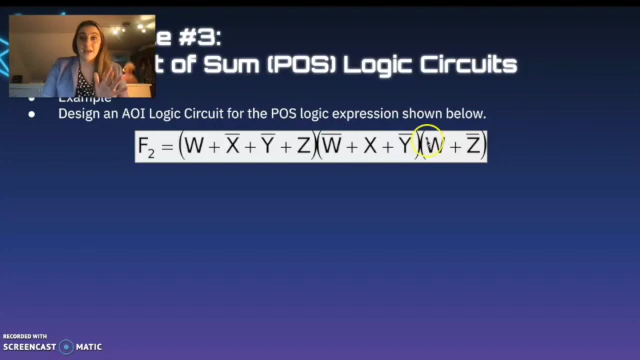 e #3:
t of Sum (POS) Logic Circuits
● Example
● Design an AOI Logic Circuit for the POS logic expression shown below.
F₂ = (W + X̅ + Y̅ + Z)(W̅ + X + Y̅)(W + Z̅)
RECORDED WITH
SCREENCAST MATIC